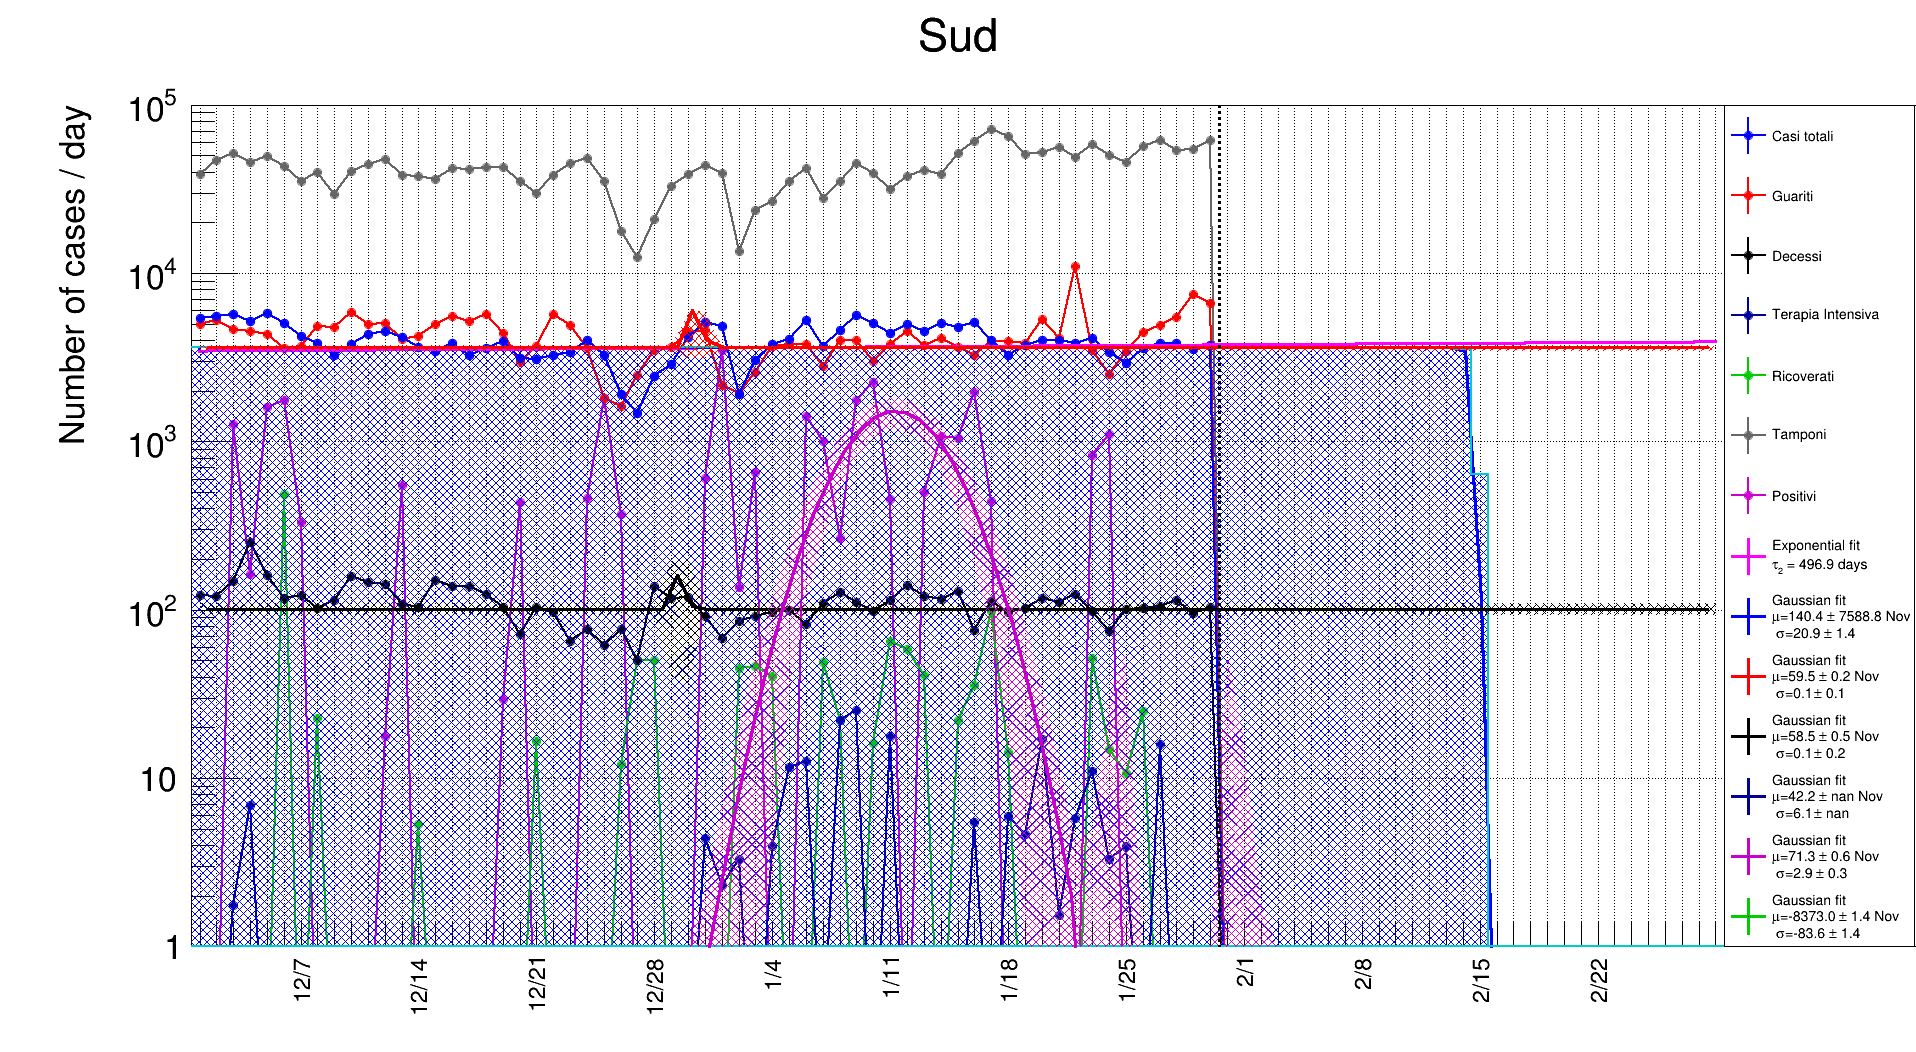 Sud
Number of cases / day
10^5
10^4
10^3
10^2
10
1
12/7
12/14
12/21
12/28
1/4
1/11
1/18
1/25
2/1
2/8
2/15
2/22
Casi totali
Guariti
Decessi
Terapia Intensiva
Ricoverati
Tamponi
Positivi
Exponential fit
τ₂ = 496.9 days
Gaussian fit
μ=140.4 ± 7588.8 Nov
σ=20.9 ± 1.4
Gaussian fit
μ=59.5 ± 0.2 Nov
σ=0.1 ± 0.1
Gaussian fit
μ=58.5 ± 0.5 Nov
σ=0.1 ± 0.2
Gaussian fit
μ=42.2 ± nan Nov
σ=6.1 ± nan
Gaussian fit
μ=71.3 ± 0.6 Nov
σ=2.9 ± 0.3
Gaussian fit
μ=-8373.0 ± 1.4 Nov
σ=-83.6 ± 1.4